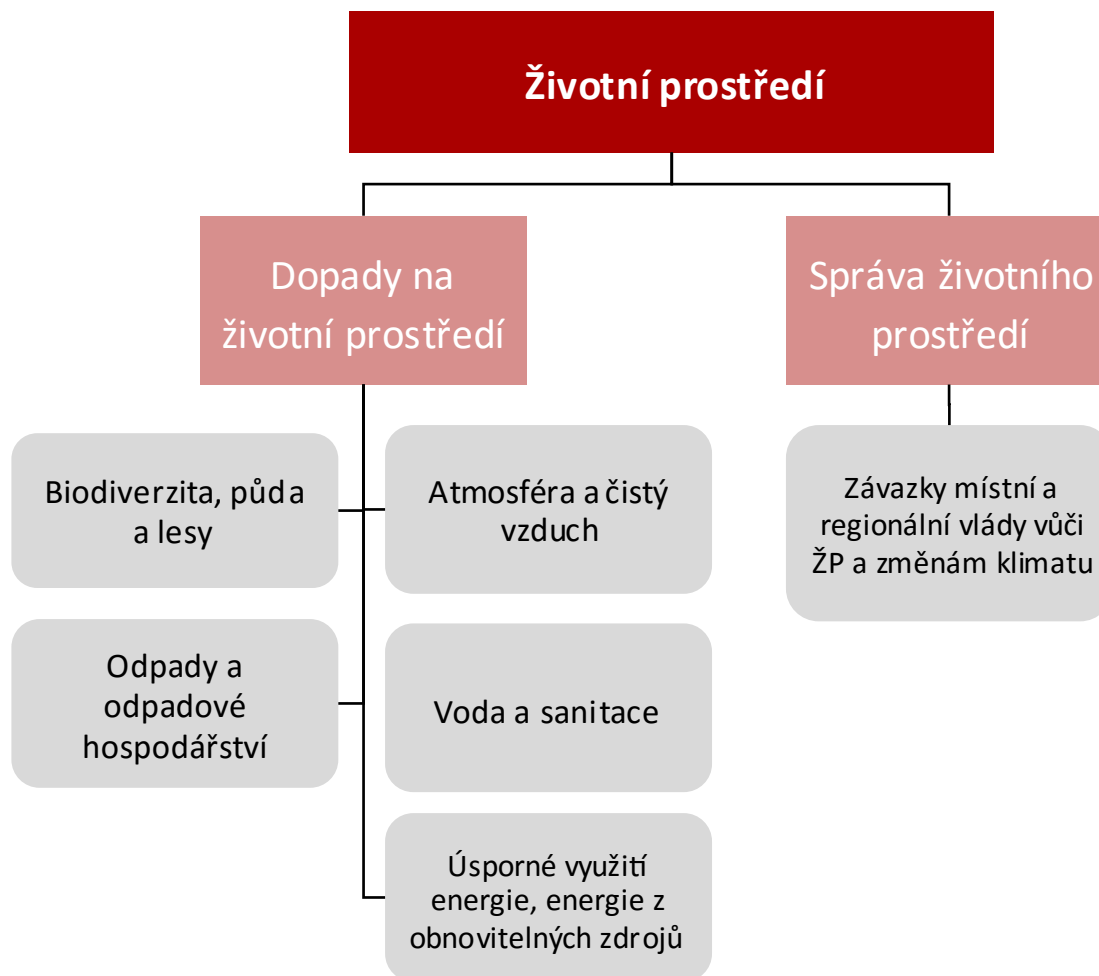 Životní prostředí
Dopady na
životní prostředí
Správa životního
prostředí
Biodiverzita, půda
a lesy
Atmosféra a čistý
vzduch
Závazky místní a
regionální vlády vůči
ŽP a změnám klimatu
Odpady a
odpadové
hospodářství
Voda a sanitace
Úsporné využití
energie, energie z
obnovitelných zdrojů